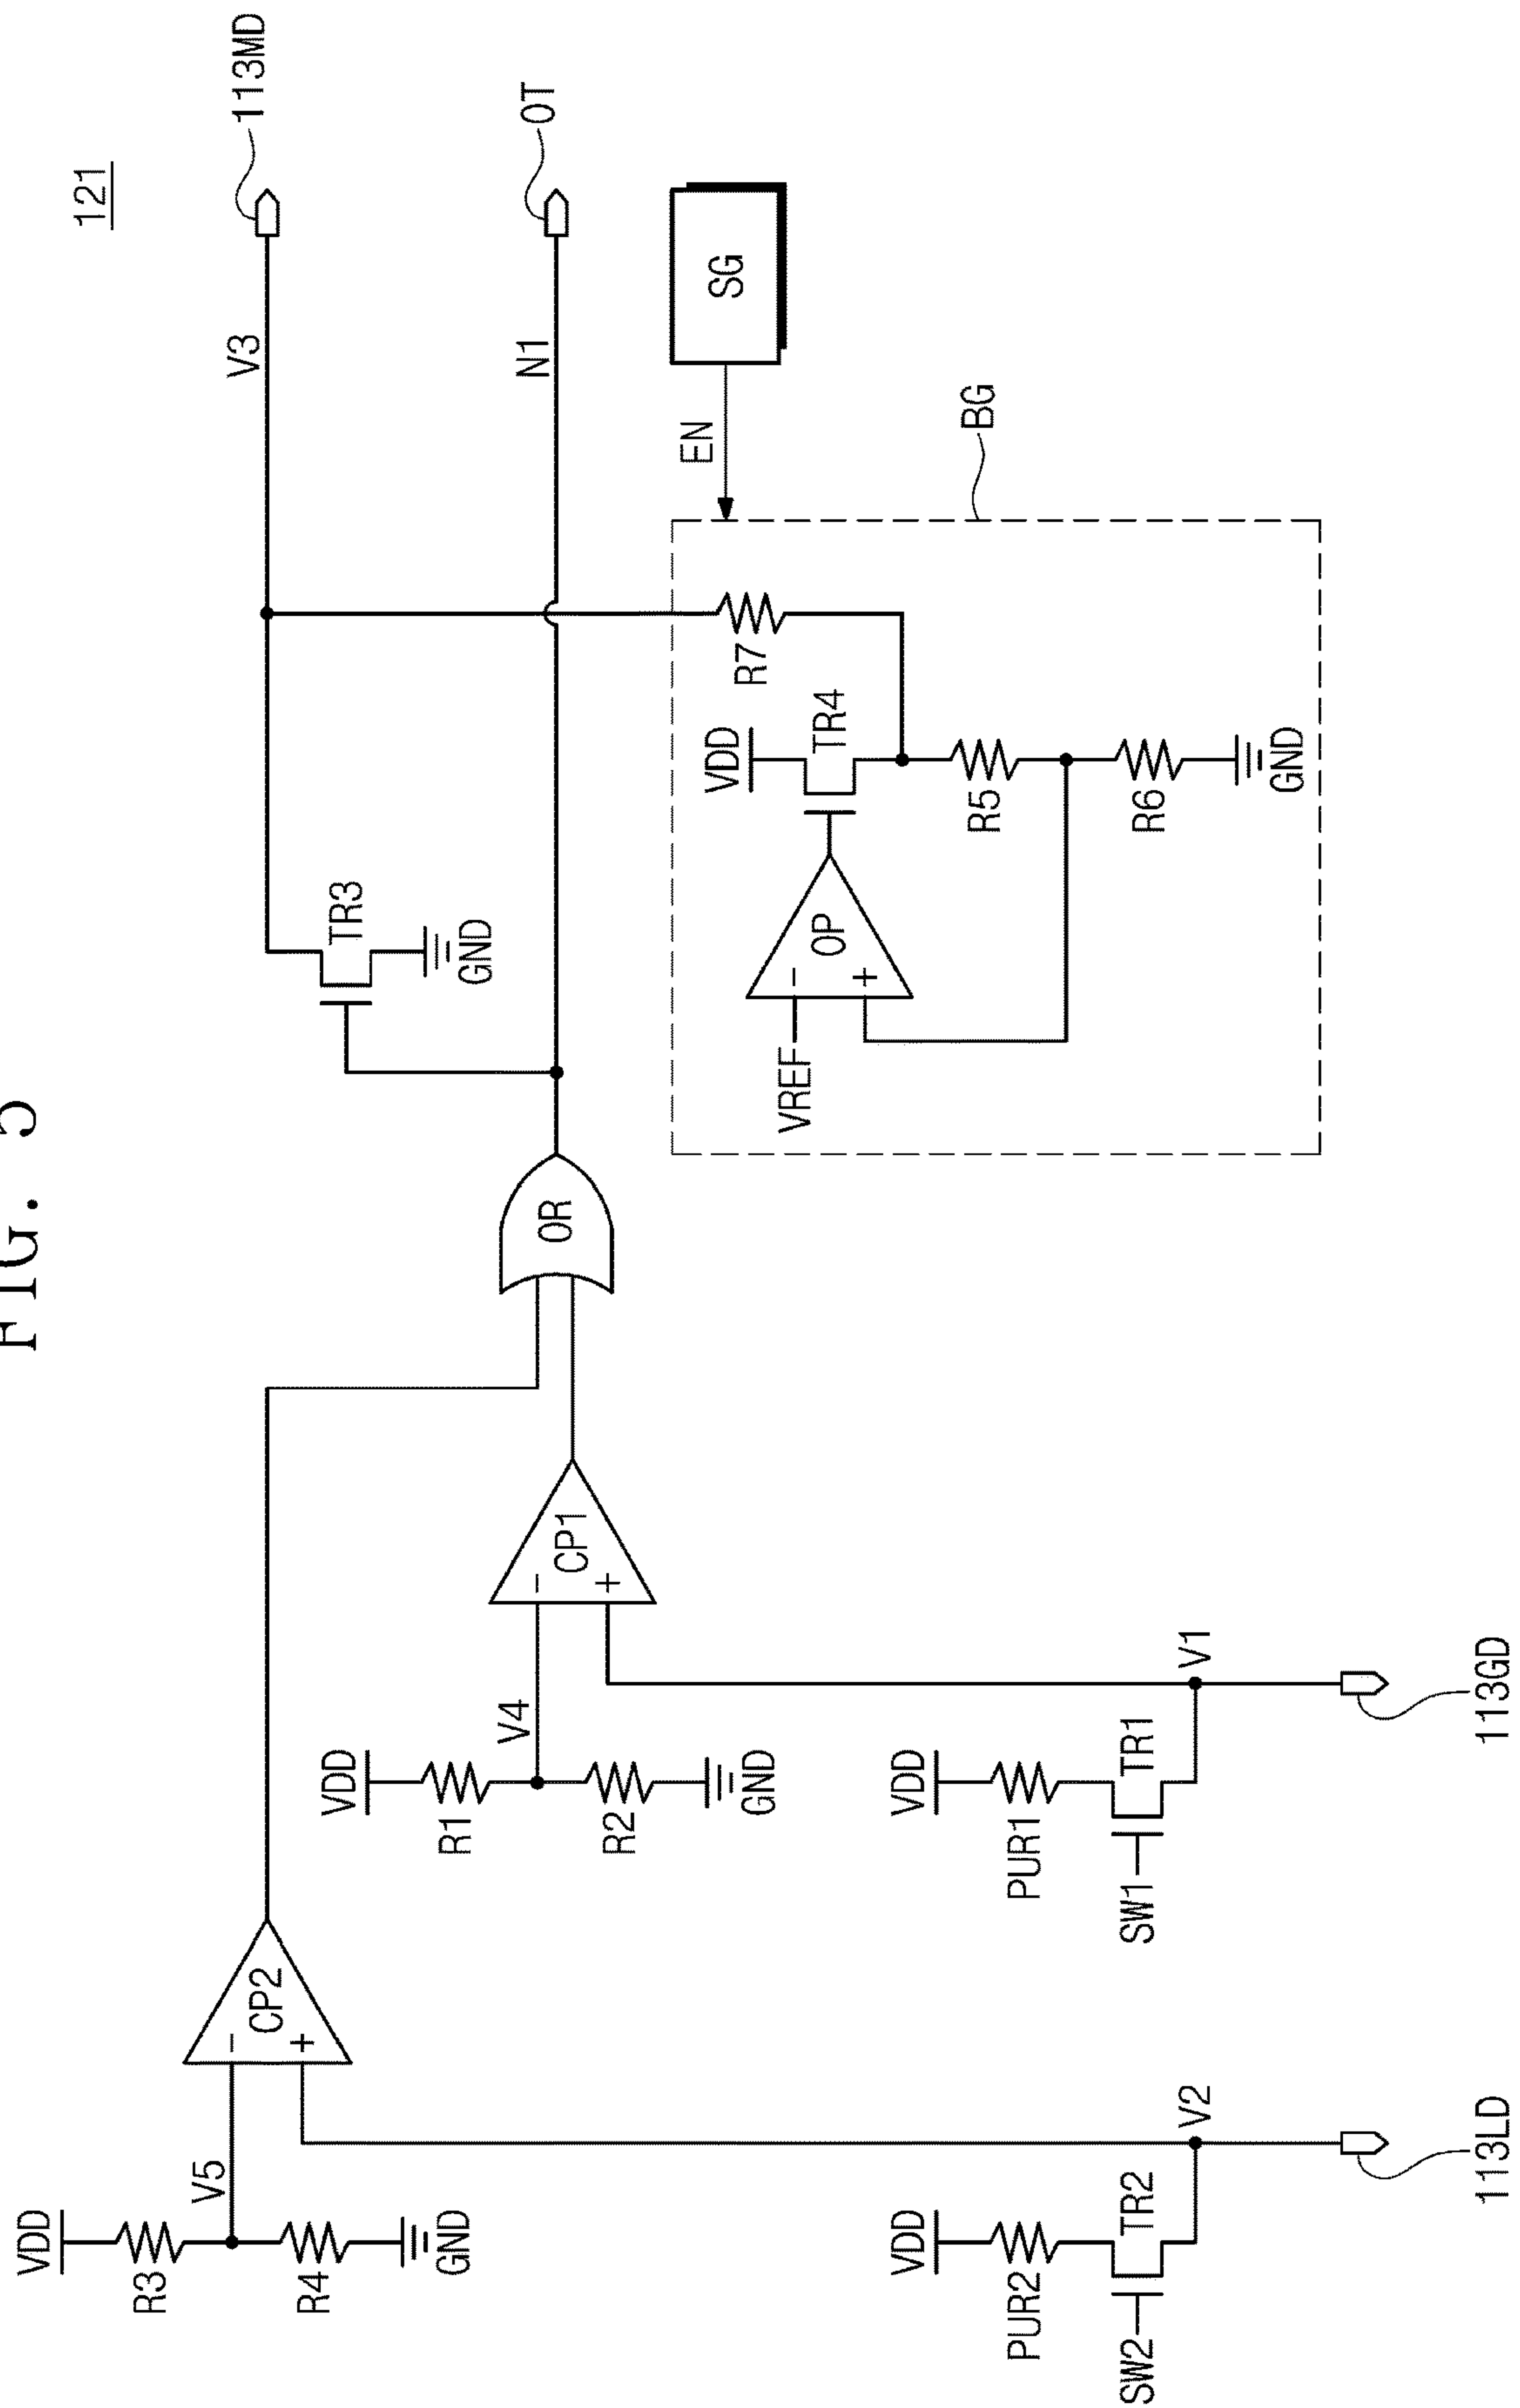 FIG. 5
121
113MD
V3
OT
N1
SG
EN
BG
R7
VDD
TR4
OP
-
+
VREF
R5
R6
GND
TR3
GND
OR
CP2
-
+
V5
VDD
R3
R4
GND
CP1
-
+
V4
VDD
R1
R2
GND
VDD
PUR1
SW1
TR1
V1
113GD
VDD
PUR2
SW2
TR2
V2
113LD